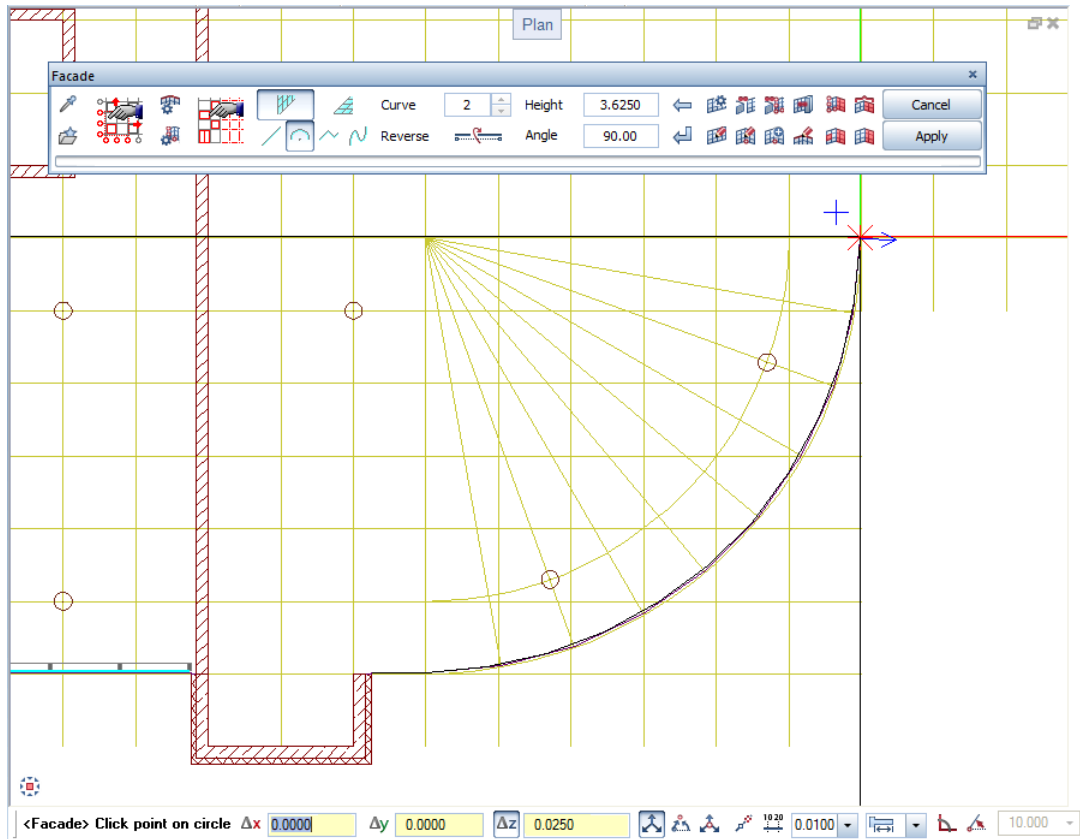 Plan
Facade
Curve 2 Height 3.6250 Cancel
Reverse Angle 90.00 Apply
<Facade> Click point on circle Δx 0.0000 Δy 0.0000 Δz 0.0250 1020 0.0100 10.000